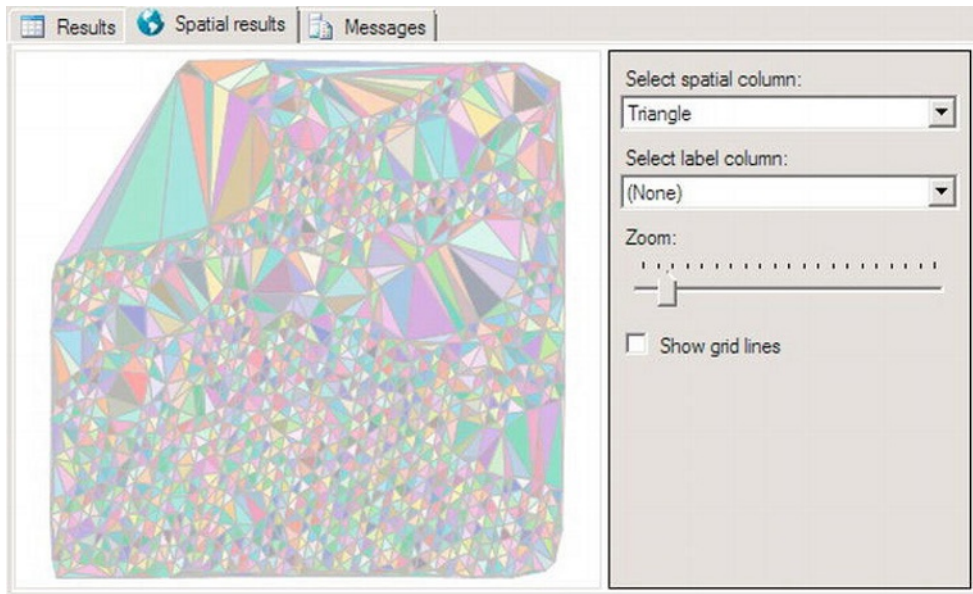 Results Spatial results Messages
Select spatial column:
Triangle
Select label column:
(None)
Zoom:
Show grid lines